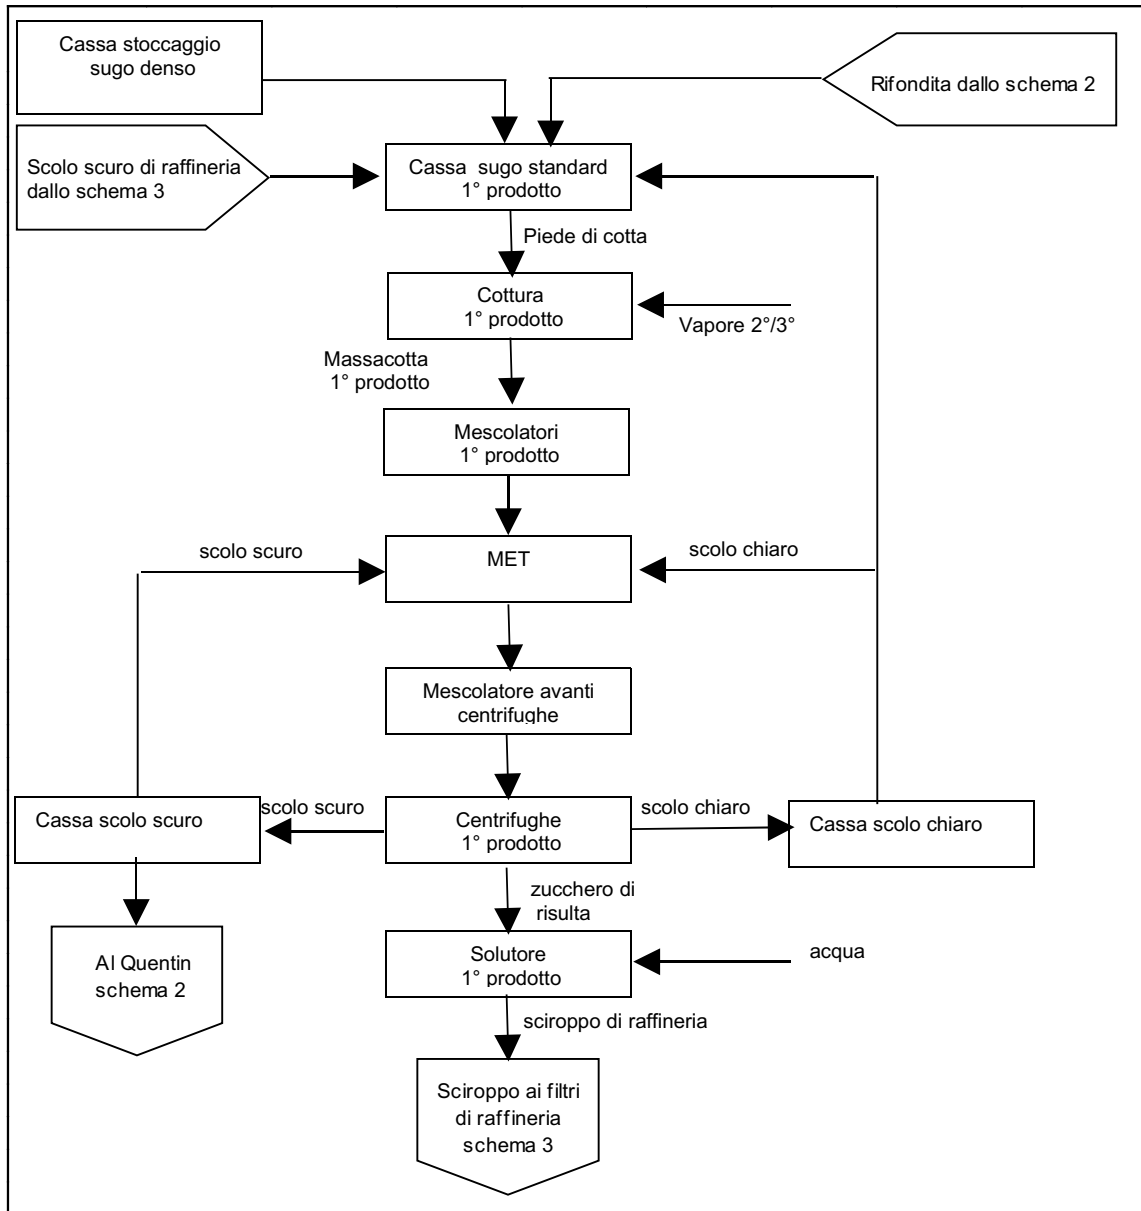 Cassa stoccaggio
sugo denso
Rifondita dallo schema 2
Scolo scuro di raffineria
dallo schema 3
Cassa sugo standard
1° prodotto
Piede di cotta
Cottura
1° prodotto
Vapore 2°/3°
Massacotta
1° prodotto
Mescolatori
1° prodotto
scolo scuro
MET
scolo chiaro
Mescolatore avanti
centrifughe
Cassa scolo scuro
scolo scuro
Centrifughe
1° prodotto
scolo chiaro
Cassa scolo chiaro
zucchero di
risulta
Al Quentin
schema 2
Solutore
1° prodotto
acqua
sciroppo di raffineria
Sciroppo ai filtri
di raffineria
schema 3